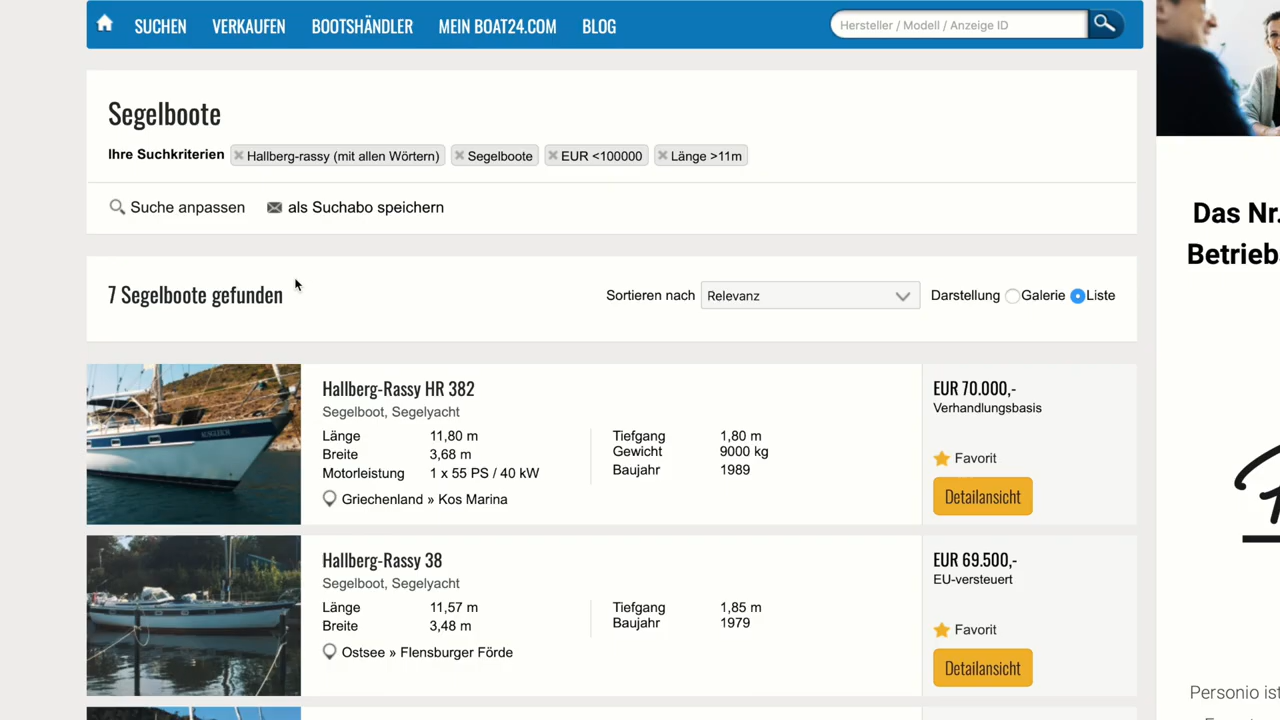 SUCHEN VERKAUFEN BOOTSHÄNDLER MEIN BOAT24.COM BLOG Hersteller / Modell / Anzeige ID
Segelboote
Ihre Suchkriterien Hallberg-rassy (mit allen Wörtern) Segelboote EUR <100000 Länge >11m
Suche anpassen als Suchabo speichern
7 Segelboote gefunden Sortieren nach Relevanz Darstellung Galerie Liste
Hallberg-Rassy HR 382
Segelboot, Segelyacht
Länge 11,80 m
Breite 3,68 m
Motorleistung 1 x 55 PS / 40 kW
Griechenland » Kos Marina
Tiefgang 1,80 m
Gewicht 9000 kg
Baujahr 1989
EUR 70.000,-
Verhandlungsbasis
Favorit
Detailansicht
Hallberg-Rassy 38
Segelboot, Segelyacht
Länge 11,57 m
Breite 3,48 m
Ostsee » Flensburger Förde
Tiefgang 1,85 m
Baujahr 1979
EUR 69.500,-
EU-versteuert
Favorit
Detailansicht
Das Nr.
Betrieb
Personio ist